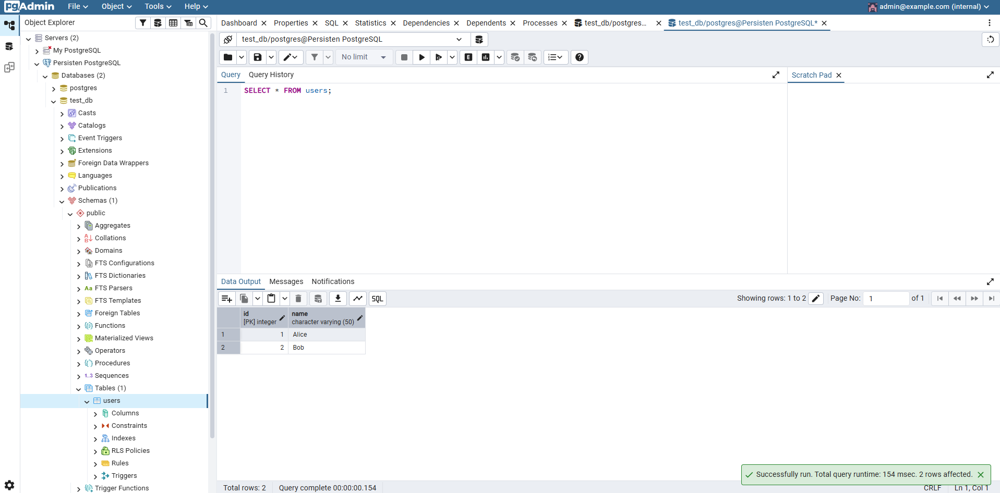 pgAdmin File Object Tools Help admin@example.com (internal)
Object Explorer
Dashboard Properties SQL Statistics Dependencies Dependents Processes test_db/postgres... test_db/postgres@Persisten PostgreSQL*
Servers (2)
My PostgreSQL
Persisten PostgreSQL
Databases (2)
postgres
test_db
Casts
Catalogs
Event Triggers
Extensions
Foreign Data Wrappers
Languages
Publications
Schemas (1)
public
Aggregates
Collations
Domains
FTS Configurations
FTS Dictionaries
Aa FTS Parsers
FTS Templates
Foreign Tables
Functions
Materialized Views
Operators
Procedures
1..3 Sequences
Tables (1)
users
Columns
Constraints
Indexes
RLS Policies
Rules
Triggers
Trigger Functions
test_db/postgres@Persisten PostgreSQL
No limit E
Query Query History
Scratch Pad
1 SELECT * FROM users;
Data Output Messages Notifications
SQL Showing rows: 1 to 2 Page No: 1 of 1
id name
[PK] integer character varying (50)
1 1 Alice
2 2 Bob
Successfully run. Total query runtime: 154 msec. 2 rows affected.
Total rows: 2 Query complete 00:00:00.154 CRLF Ln 1, Col 1